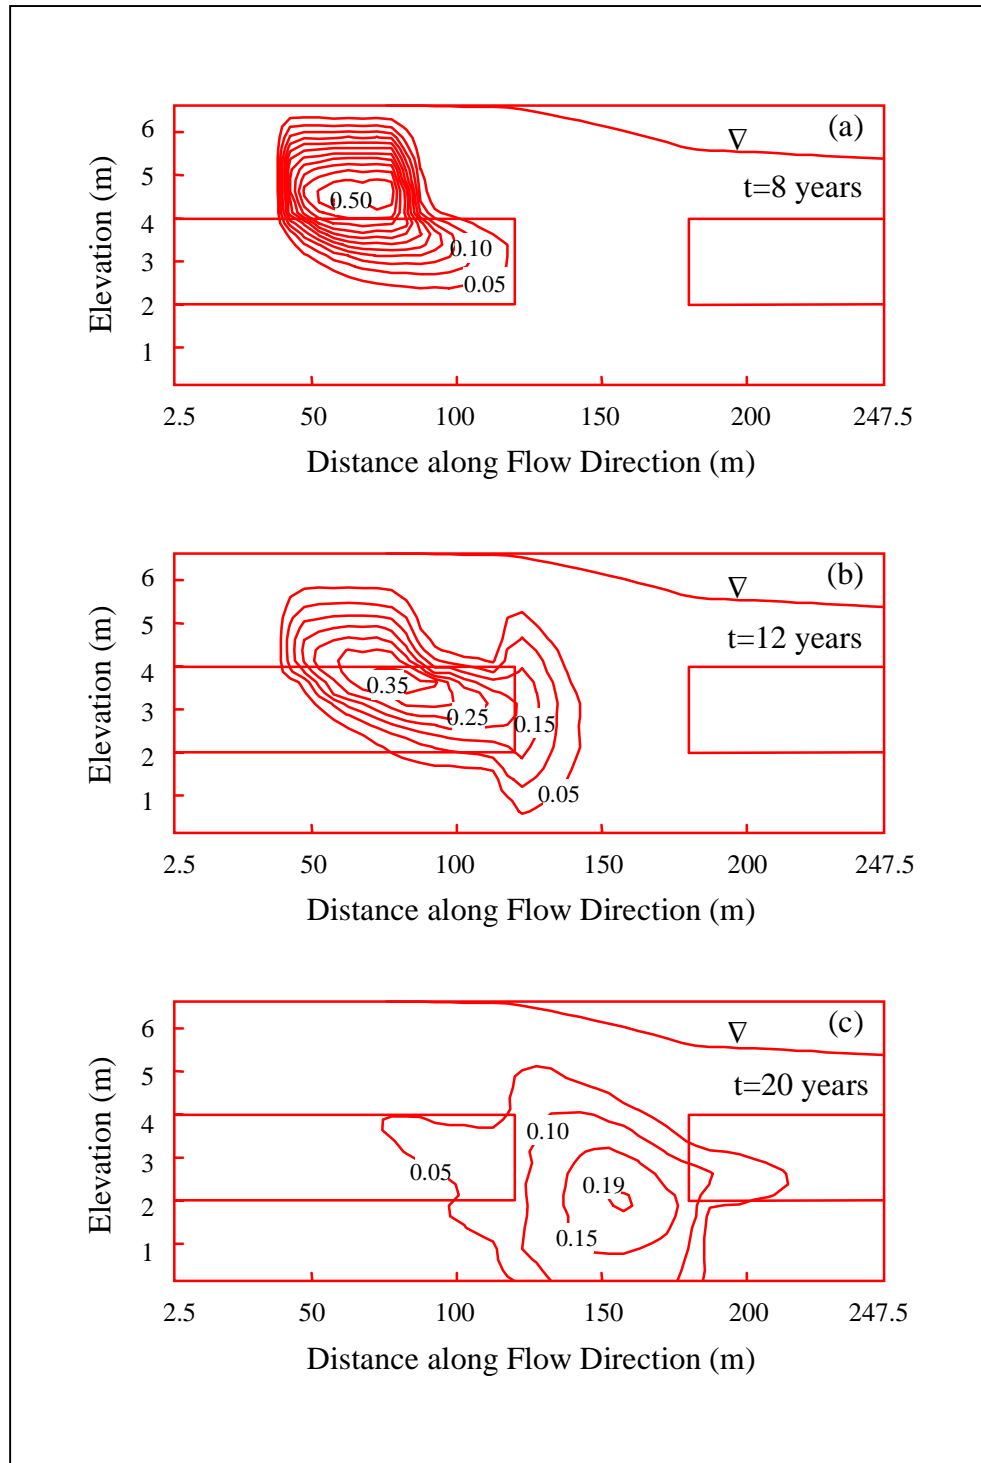 (a)
6
∇
t=8 years
5
0.50
4
0.10
3
0.05
2
1
Elevation (m)
2.5 50 100 150 200 247.5
Distance along Flow Direction (m)
(b)
6
∇
t=12 years
5
4
0.35
3
0.25 0.15
2
1
0.05
Elevation (m)
2.5 50 100 150 200 247.5
Distance along Flow Direction (m)
(c)
6
∇
t=20 years
5
4
0.10
3
0.05
0.19
2
0.15
1
Elevation (m)
2.5 50 100 150 200 247.5
Distance along Flow Direction (m)